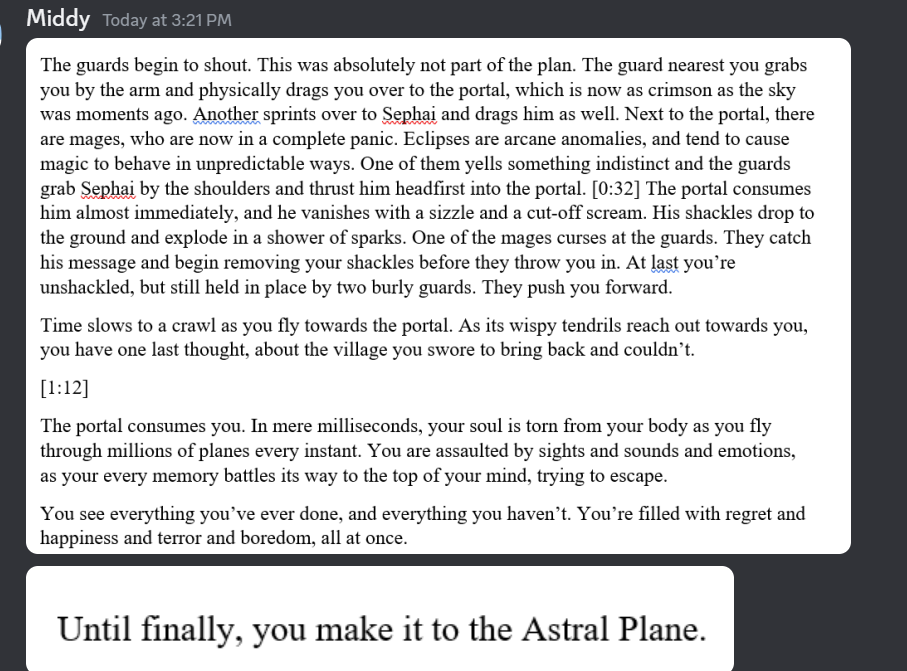 Middy Today at 3:21 PM
The guards begin to shout. This was absolutely not part of the plan. The guard nearest you grabs
you by the arm and physically drags you over to the portal, which is now as crimson as the sky
was moments ago. Another sprints over to Sephai and drags him as well. Next to the portal, there
are mages, who are now in a complete panic. Eclipses are arcane anomalies, and tend to cause
magic to behave in unpredictable ways. One of them yells something indistinct and the guards
grab Sephai by the shoulders and thrust him headfirst into the portal. [0:32] The portal consumes
him almost immediately, and he vanishes with a sizzle and a cut-off scream. His shackles drop to
the ground and explode in a shower of sparks. One of the mages curses at the guards. They catch
his message and begin removing your shackles before they throw you in. At last you’re
unshackled, but still held in place by two burly guards. They push you forward.
Time slows to a crawl as you fly towards the portal. As its wispy tendrils reach out towards you,
you have one last thought, about the village you swore to bring back and couldn’t.
[1:12]
The portal consumes you. In mere milliseconds, your soul is torn from your body as you fly
through millions of planes every instant. You are assaulted by sights and sounds and emotions,
as your every memory battles its way to the top of your mind, trying to escape.
You see everything you’ve ever done, and everything you haven’t. You’re filled with regret and
happiness and terror and boredom, all at once.
Until finally, you make it to the Astral Plane.